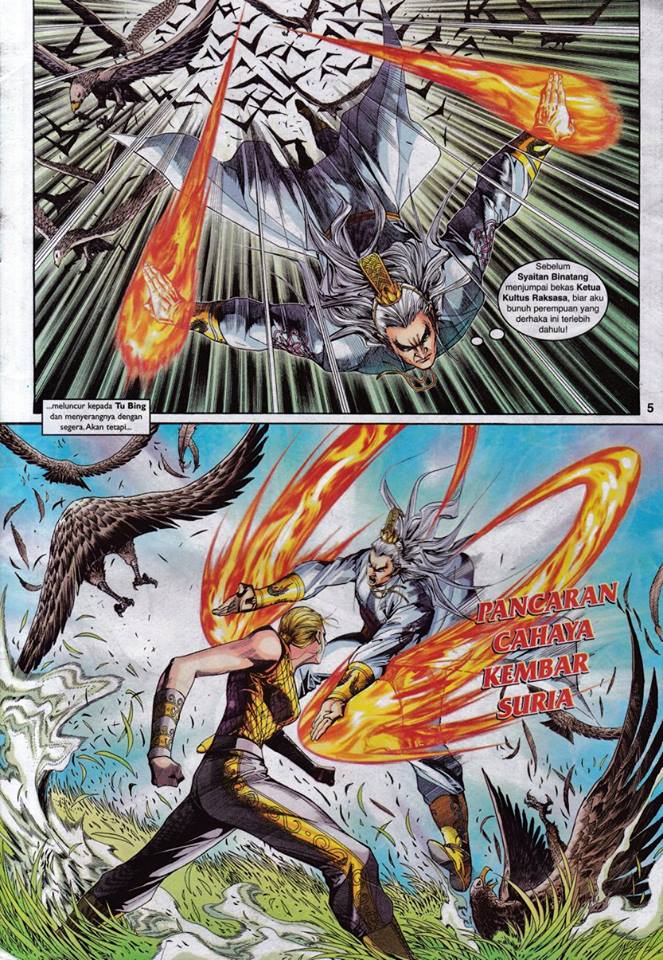 Sebelum
Syaitan Binatang
menjumpai bekas Ketua
Kultus Raksasa, biar aku
bunuh perempuan yang
derhaka ini terlebih
dahulu!
5
...meluncur kepada Tu Bing
dan menyerangnya dengan
segera. Akan tetapi...
PANCARAN
CAHAYA
KEMBAR
SURIA